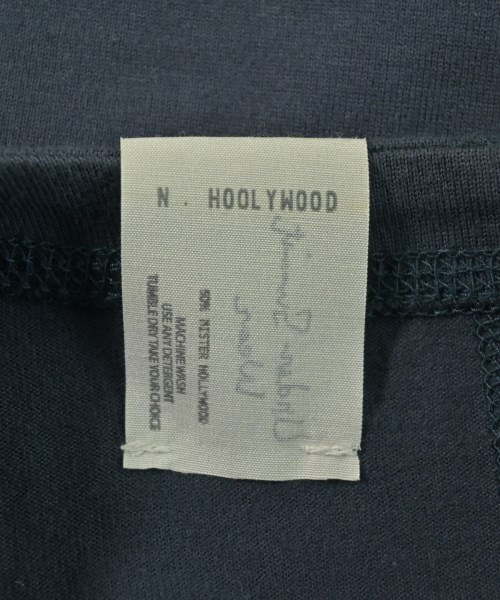 N. HOOLYWOOD
50% MISTER HOLLYWOOD
MACHINE WASH
USE ANY DETERGENT
TUMBLE DRY TAKE YOUR CHOICE